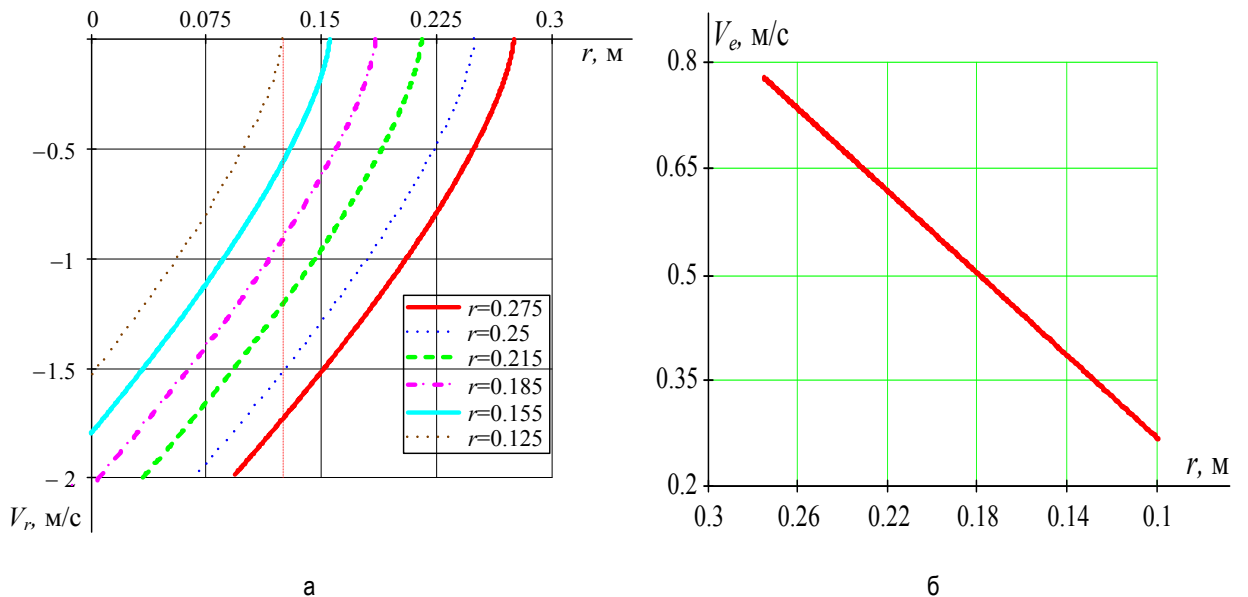 0 0.075 0.15 0.225 0.3
r, м
−0.5
−1
−1.5
−2
V_r, м/с
r=0.275
r=0.25
r=0.215
r=0.185
r=0.155
r=0.125
а
V_e, м/с
0.8
0.65
0.5
0.35
0.2
r, м
0.3 0.26 0.22 0.18 0.14 0.1
б